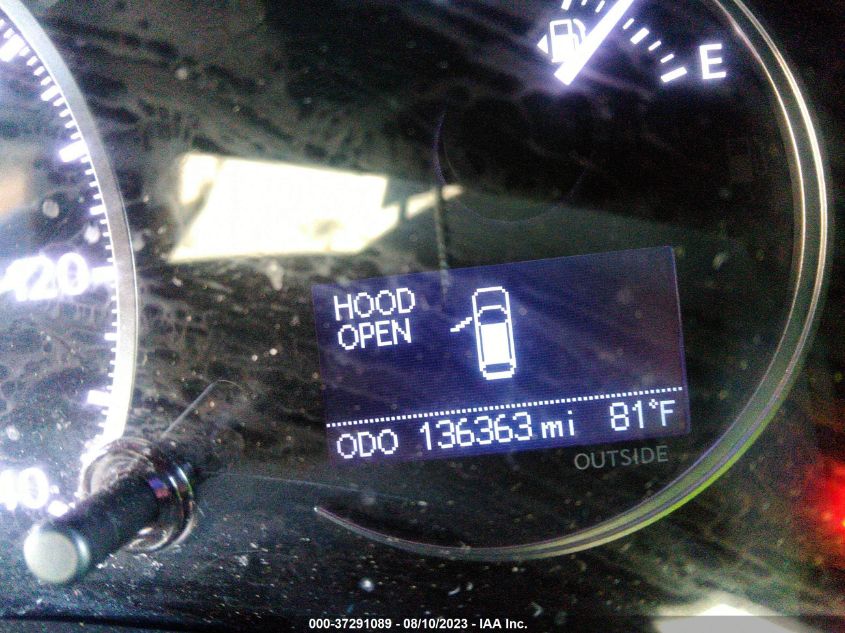 E
120
HOOD
OPEN
ODO 136363 mi 81°F
OUTSIDE
000-37291089 - 08/10/2023 - IAA Inc.